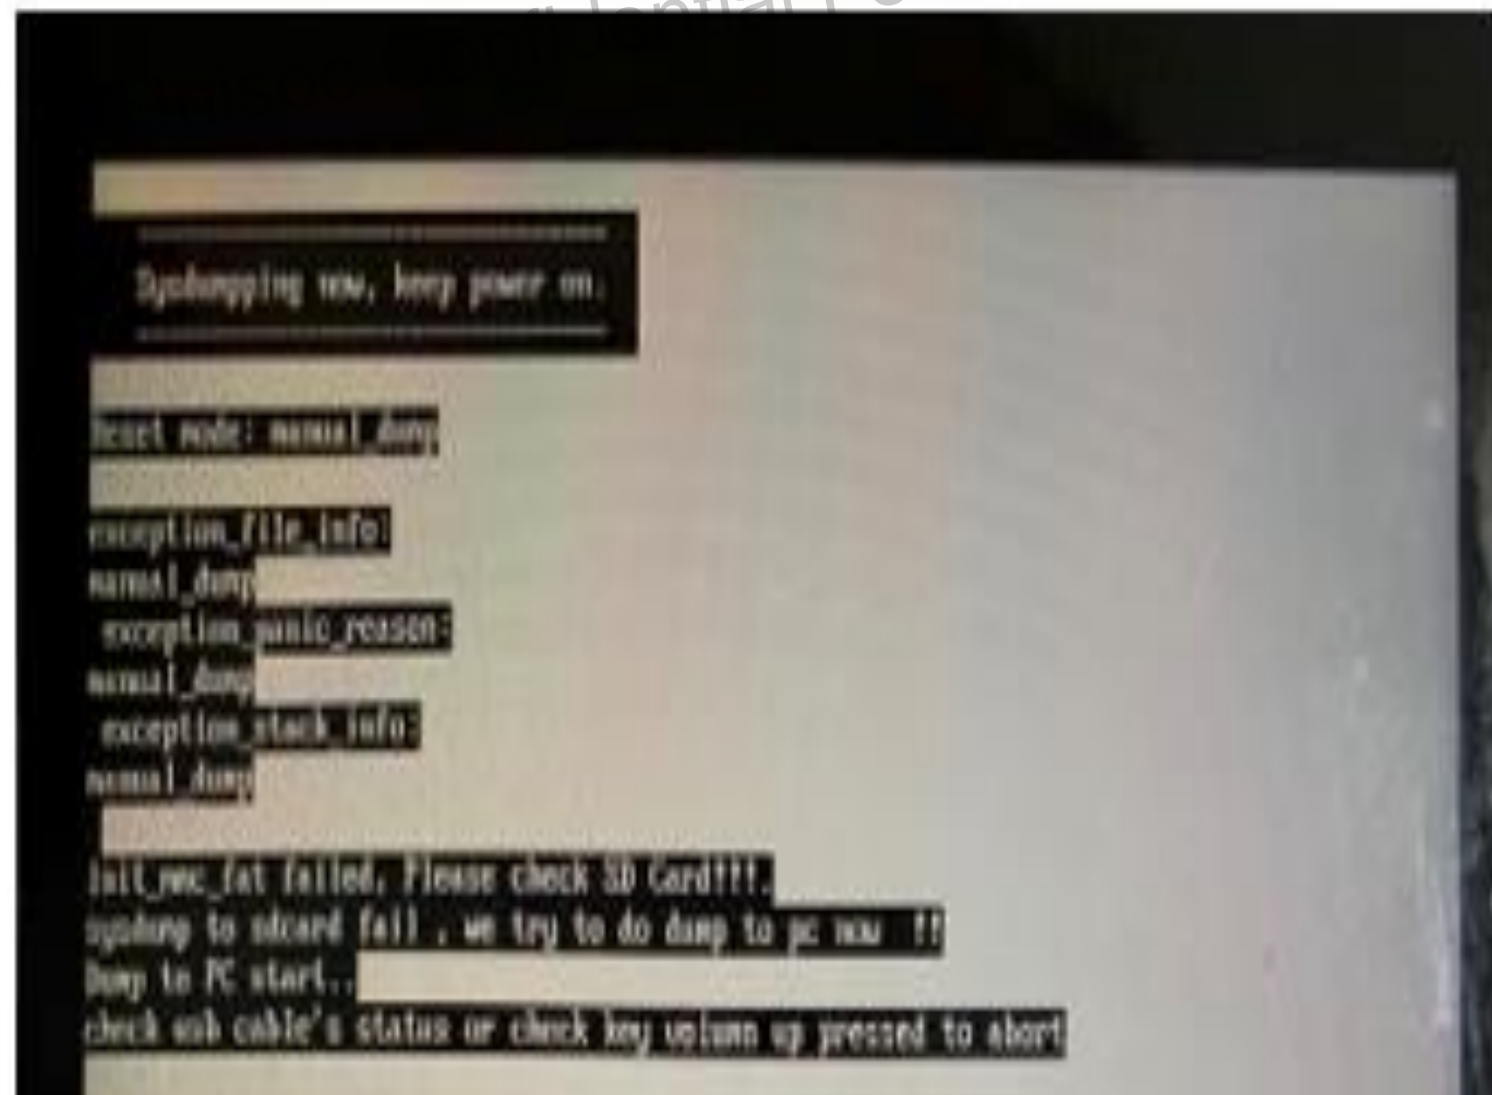 Confidential
Sysdumpping now, keep power on.
Reset mode: manual_dump
exception_file_info:
manual_dump
exception_panic_reason:
manual_dump
exception_stack_info:
manual_dump
init_mmc_fat failed, Please check SD Card!!!.
sysdump to sdcard fail , we try to do dump to pc now !!
Dump to PC start..
check usb cable's status or check key volumn up pressed to abort